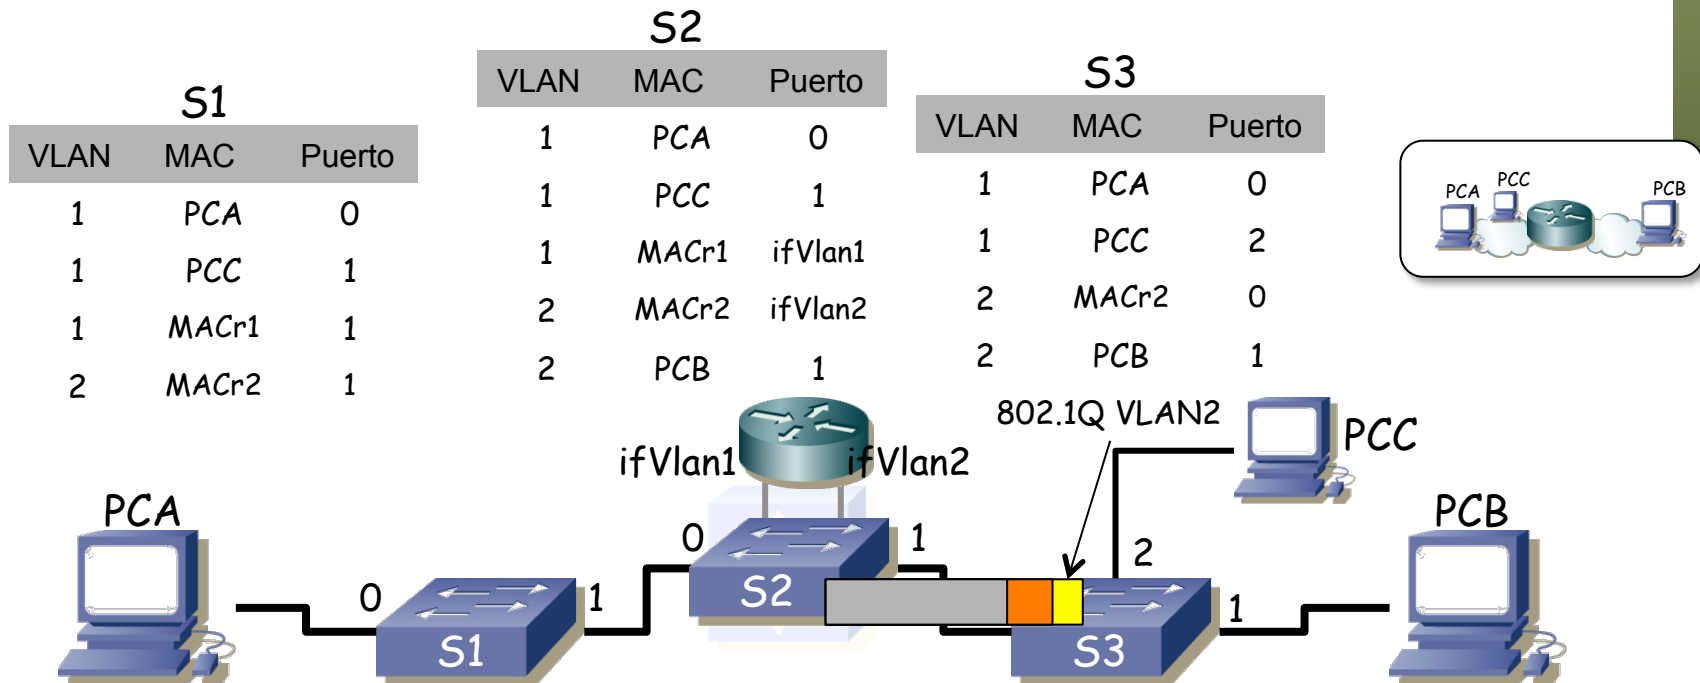 S1
VLAN MAC Puerto
1 PCA 0
1 PCC 1
1 MACr1 1
2 MACr2 1
S2
VLAN MAC Puerto
1 PCA 0
1 PCC 1
1 MACr1 ifVlan1
2 MACr2 ifVlan2
2 PCB 1
S3
VLAN MAC Puerto
1 PCA 0
1 PCC 2
2 MACr2 0
2 PCB 1
PCA PCC PCB
802.1Q VLAN2
PCC
ifVlan1 ifVlan2
PCA
PCB
0 1
2
0 1
1
S2
S1
S3